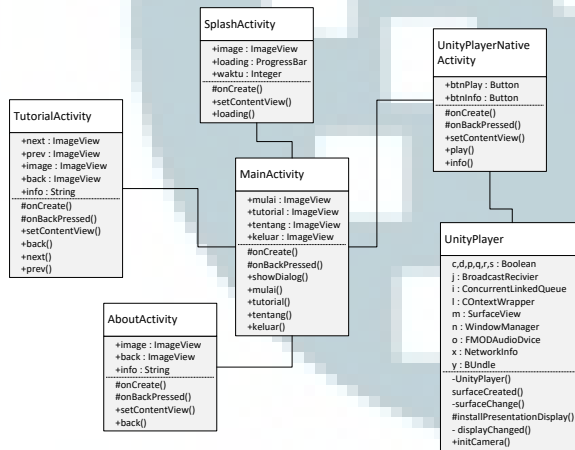 SplashActivity
+image : ImageView
+loading : ProgressBar
+waktu : Integer
#onCreate()
+setContentView()
+loading()
UnityPlayerNative
Activity
+btnPlay : Button
+btnInfo : Button
#onCreate()
#onBackPressed()
+setContentView()
+play()
+info()
TutorialActivity
+next : ImageView
+prev : ImageView
+image : ImageView
+back : ImageView
+info : String
#onCreate()
#onBackPressed()
+setContentView()
+back()
+next()
+prev()
MainActivity
+mulai : ImageView
+tutorial : ImageView
+tentang : ImageView
+keluar : ImageView
#onCreate()
#onBackPressed()
+showDialog()
+mulai()
+tutorial()
+tentang()
+keluar()
UnityPlayer
c,d,p,q,r,s : Boolean
j : BroadcastRecivier
i : ConcurrentLinkedQueue
l : COntextWrapper
m : SurfaceView
n : WindowManager
o : FMODAudioDvice
x : NetworkInfo
y : BUndle
-UnityPlayer()
surfaceCreated()
-surfaceChange()
#installPresentationDisplay()
- displayChanged()
+initCamera()
AboutActivity
+image : ImageView
+back : ImageView
+info : String
#onCreate()
#onBackPressed()
+setContentView()
+back()